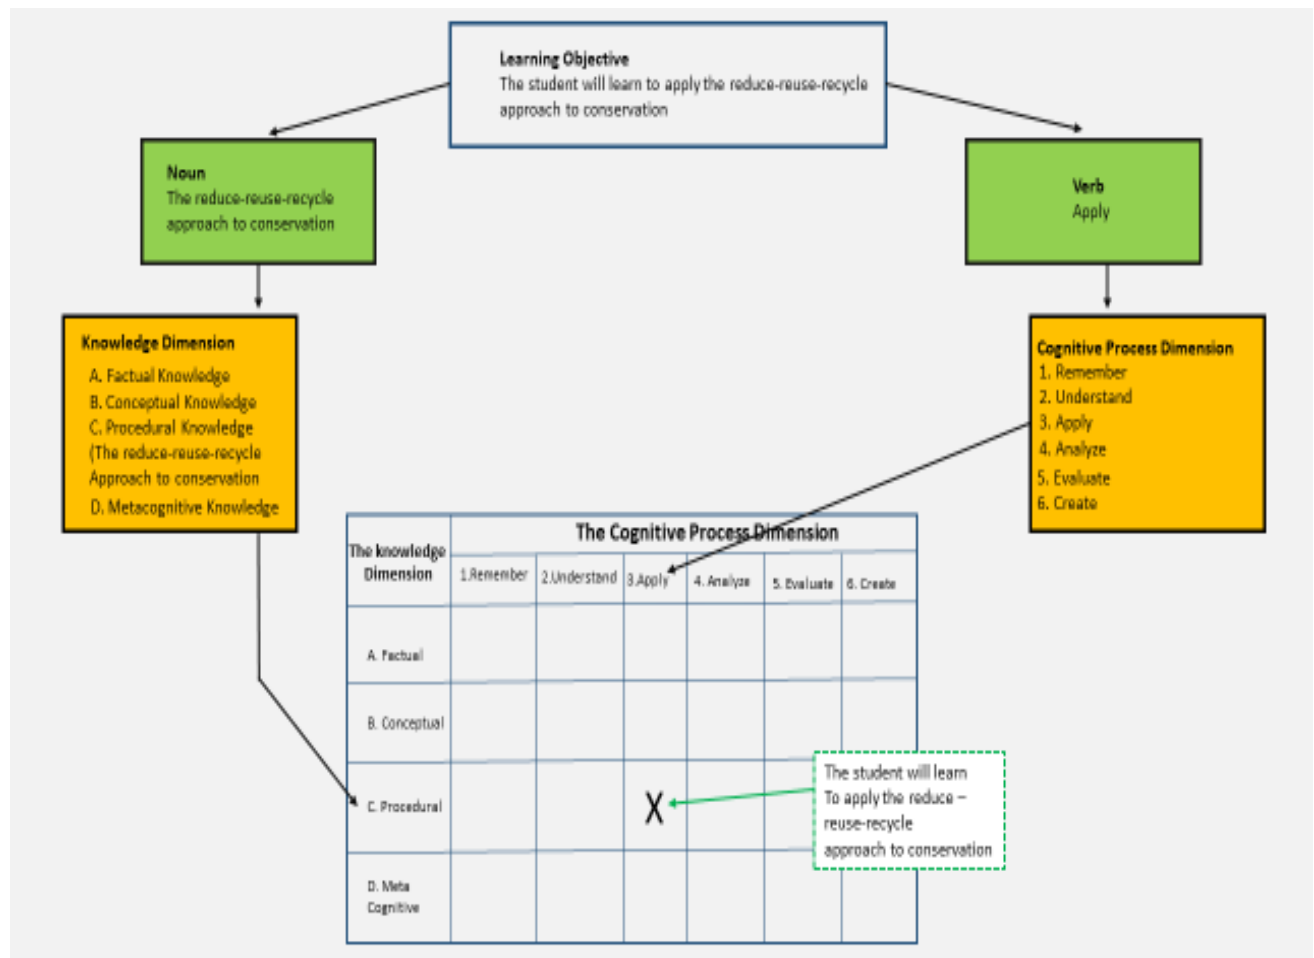 Learning Objective
The student will learn to apply the reduce-reuse-recycle
approach to conservation
Noun
The reduce-reuse-recycle
approach to conservation
Verb
Apply
Knowledge Dimension
A. Factual Knowledge
B. Conceptual Knowledge
C. Procedural Knowledge
(The reduce-reuse-recycle
Approach to conservation
D. Metacognitive Knowledge
Cognitive Process Dimension
1. Remember
2. Understand
3. Apply
4. Analyze
5. Evaluate
6. Create
The knowledge
Dimension
The Cognitive Process Dimension
1.Remember
2.Understand
3.Apply
4. Analyze
5. Evaluate
6. Create
A. Factual
B. Conceptual
C. Procedural
X
The student will learn
To apply the reduce –
reuse-recycle
approach to conservation
D. Meta
Cognitive